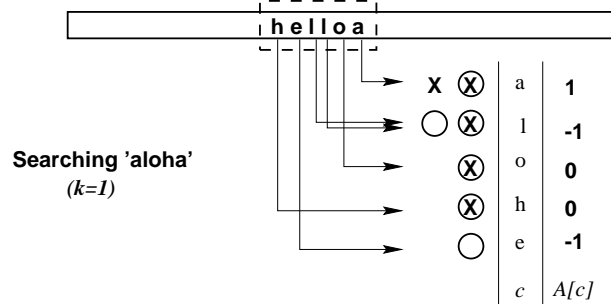 helloa
X X a 1
X l -1
Searching 'aloha'
X o 0
(k=1)
X h 0
e -1
c A[c]